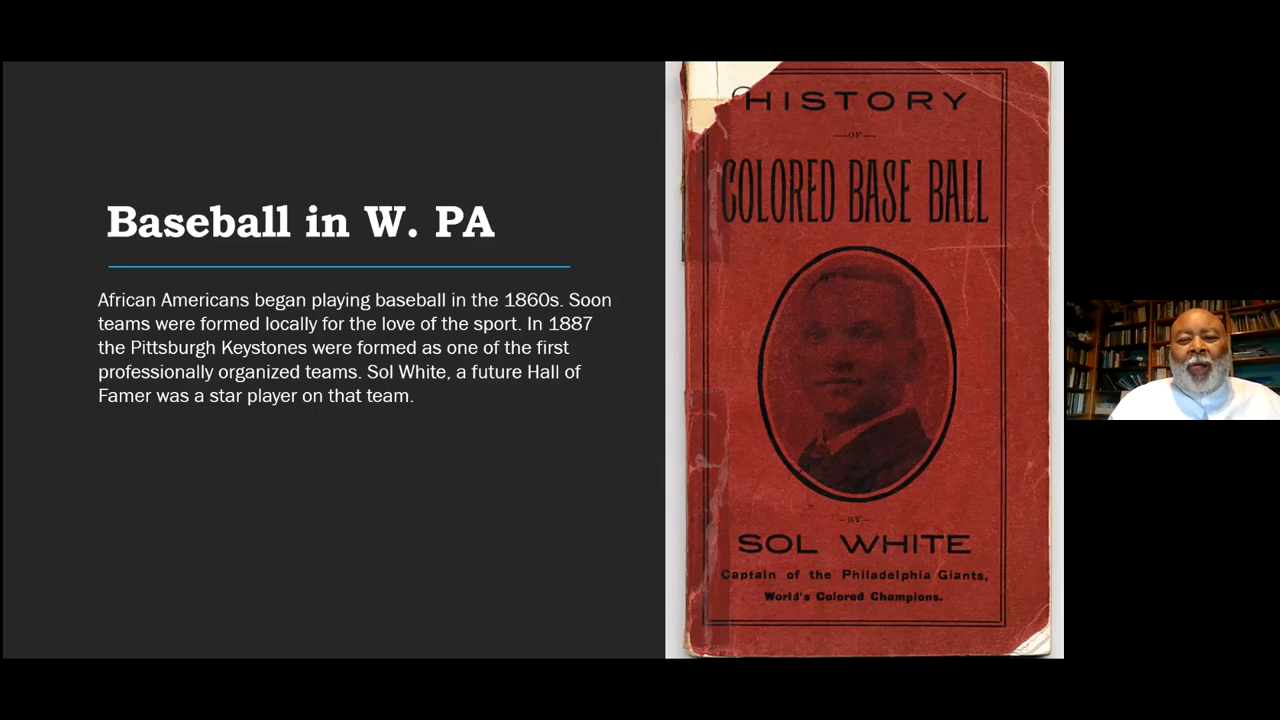 Baseball in W. PA
African Americans began playing baseball in the 1860s. Soon
teams were formed locally for the love of the sport. In 1887
the Pittsburgh Keystones were formed as one of the first
professionally organized teams. Sol White, a future Hall of
Famer was a star player on that team.
HISTORY
—OF—
COLORED BASE BALL
—BY—
SOL WHITE
Captain of the Philadelphia Giants,
World's Colored Champions.